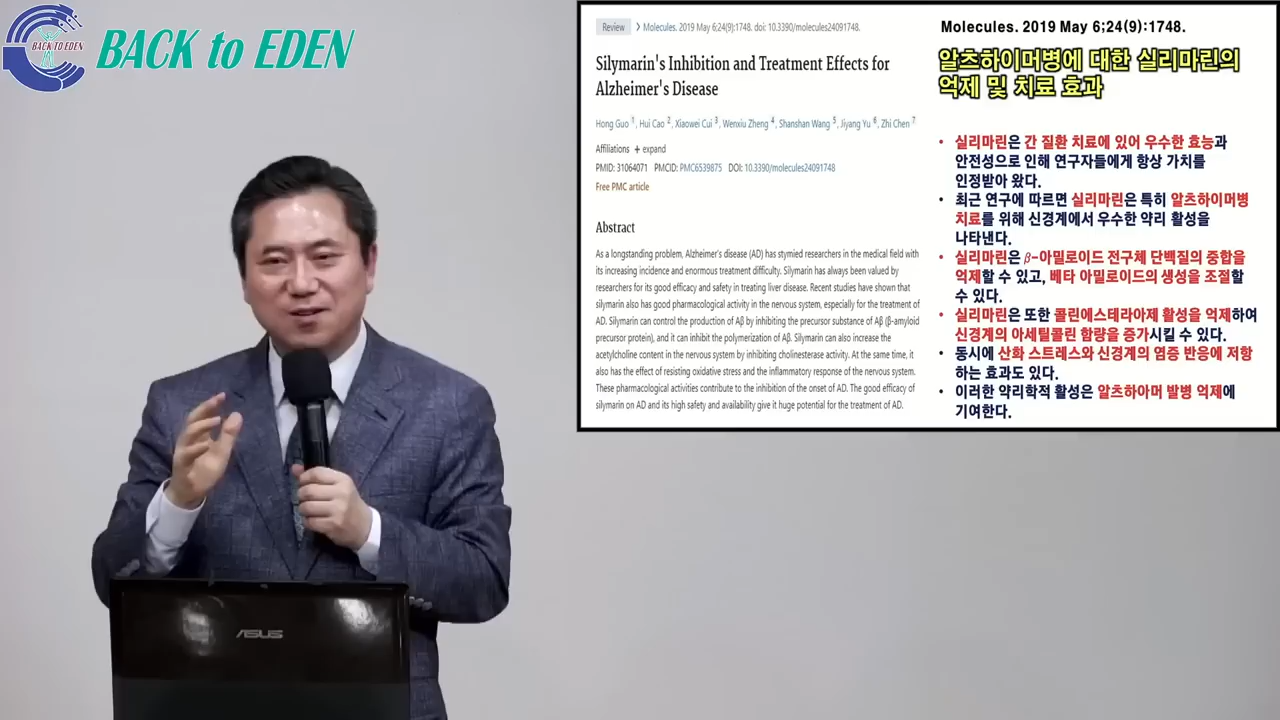 BACK TO EDEN
BACK to EDEN
Review
Molecules. 2019 May 6;24(9):1748. doi: 10.3390/molecules24091748.
Silymarin's Inhibition and Treatment Effects for
Alzheimer's Disease
Hong Guo 1, Hui Cao 2, Xiaowei Cui 3, Wenxiu Zheng 4, Shanshan Wang 5, Jiyang Yu 6, Zhi Chen 7
Affiliations + expand
PMID: 31064071 PMCID: PMC6539875 DOI: 10.3390/molecules24091748
Free PMC article
Abstract
As a longstanding problem, Alzheimer's disease (AD) has stymied researchers in the medical field with
its increasing incidence and enormous treatment difficulty. Silymarin has always been valued by
researchers for its good efficacy and safety in treating liver disease. Recent studies have shown that
silymarin also has good pharmacological activity in the nervous system, especially for the treatment of
AD. Silymarin can control the production of Aβ by inhibiting the precursor substance of Aβ (β-amyloid
precursor protein), and it can inhibit the polymerization of Aβ. Silymarin can also increase the
acetylcholine content in the nervous system by inhibiting cholinesterase activity. At the same time, it
also has the effect of resisting oxidative stress and the inflammatory response of the nervous system.
These pharmacological activities contribute to the inhibition of the onset of AD. The good efficacy of
silymarin on AD and its high safety and availability give it huge potential for the treatment of AD.
Molecules. 2019 May 6;24(9):1748.
알츠하이머병에 대한 실리마린의
억제 및 치료 효과
• 실리마린은 간 질환 치료에 있어 우수한 효능과
안전성으로 인해 연구자들에게 항상 가치를
인정받아 왔다.
• 최근 연구에 따르면 실리마린은 특히 알츠하이머병
치료를 위해 신경계에서 우수한 약리 활성을
나타낸다.
• 실리마린은 β-아밀로이드 전구체 단백질의 중합을
억제할 수 있고, 베타 아밀로이드의 생성을 조절할
수 있다.
• 실리마린은 또한 콜린에스테라아제 활성을 억제하여
신경계의 아세틸콜린 함량을 증가시킬 수 있다.
• 동시에 산화 스트레스와 신경계의 염증 반응에 저항
하는 효과도 있다.
• 이러한 약리학적 활성은 알츠하아머 발병 억제에
기여한다.
ASUS